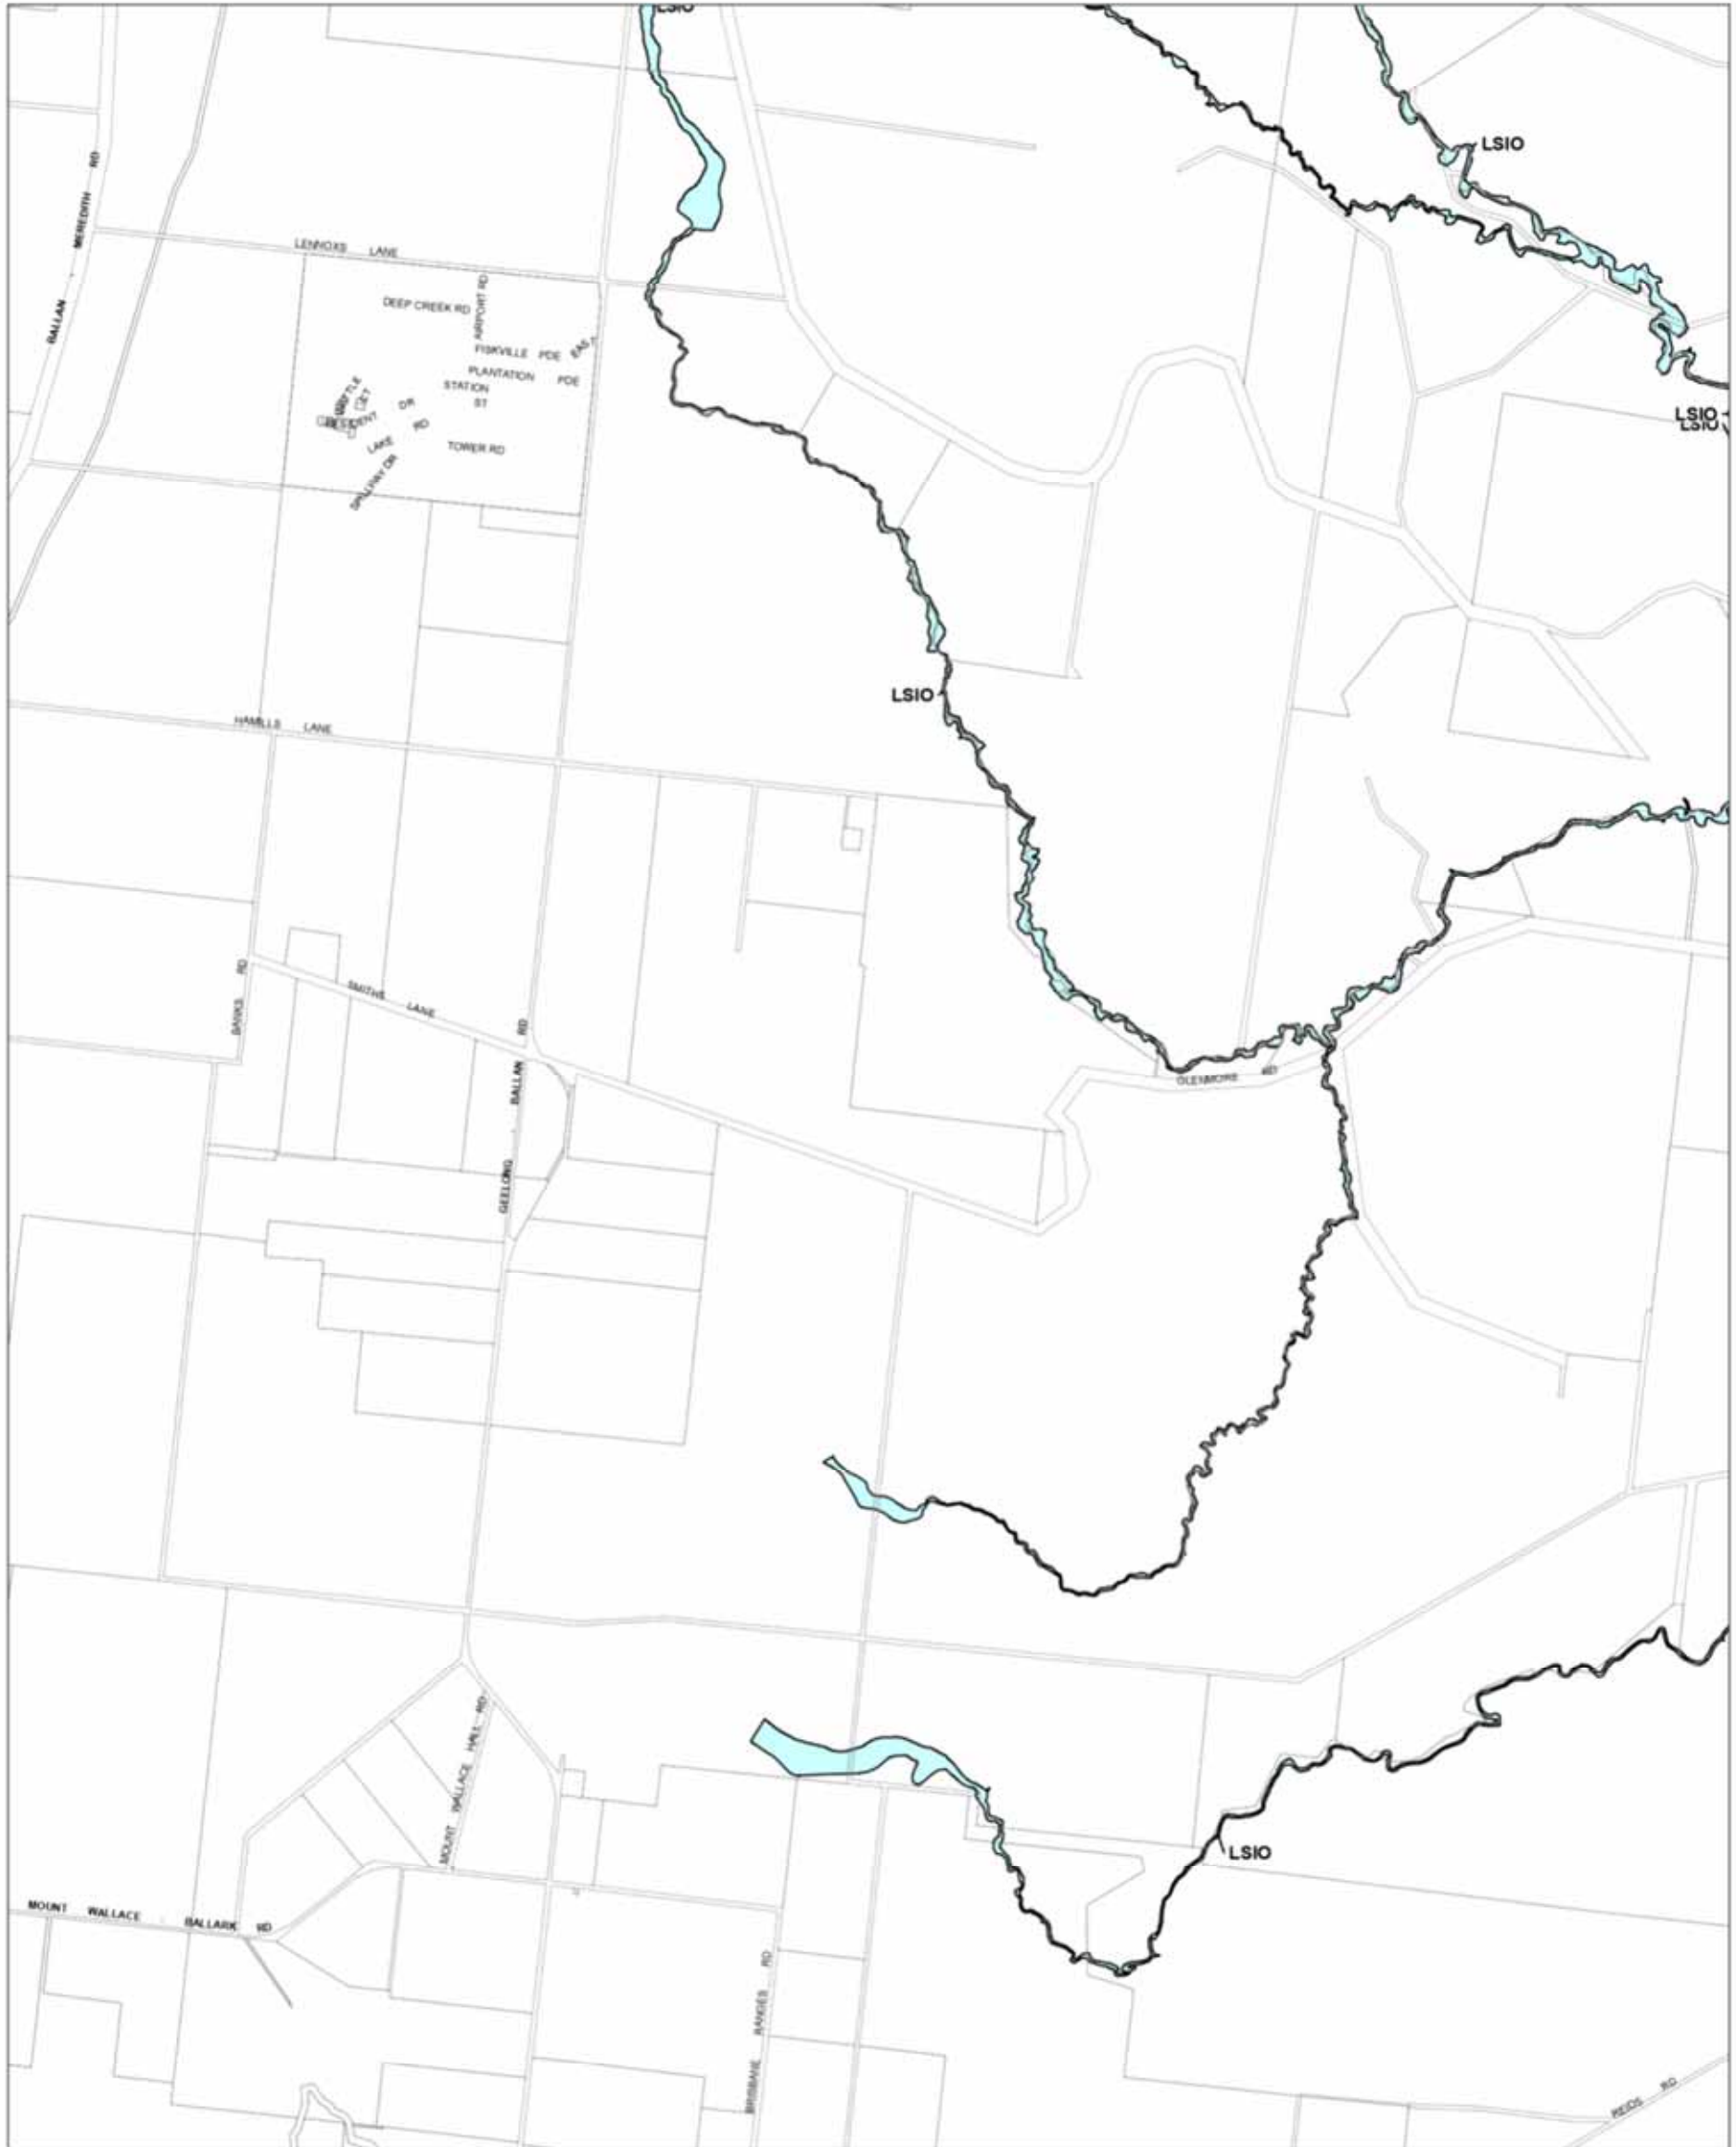 LSIO
LSIO
BALLAN - MEREDITH RD
LENNOXS LANE
DEEP CREEK RD
AIRPORT RD
FISKVILLE PDE EAST
PLANTATION PDE
STATION
ST
DR
LAKE RD
TOWER RD
SPILLWAY DR
LSIO
LSIO
LSIO
HAMILLS LANE
BANKS RD
SMITHS LANE
GEELONG - BALLAN RD
GLENMORE RD
MOUNT WALLACE HALL RD
LSIO
MOUNT WALLACE - BALLARK RD
BRISBANE RANGES RD
REIDS RD